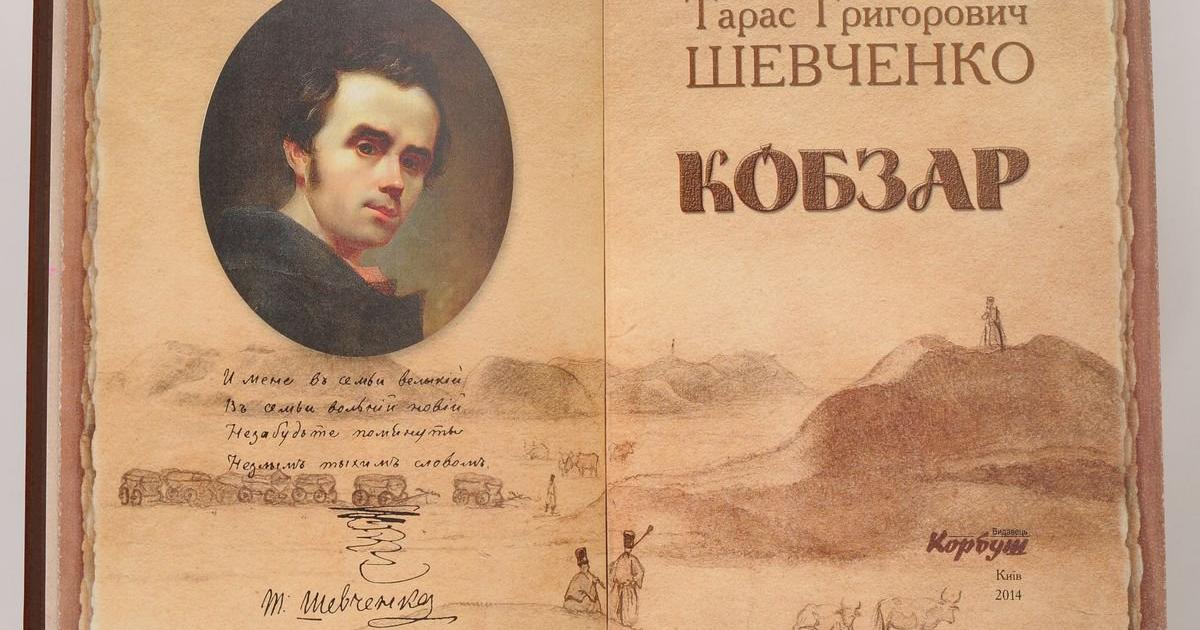 И мене въ семьи великій
Въ семьи вольній новій
Незабудьте помянуты
Незлымъ тыхимъ словомъ.
Т. Шевченко
Тарас Григорович
ШЕВЧЕНКО
КОБЗАР
Видавець
Корбуш
Київ
2014